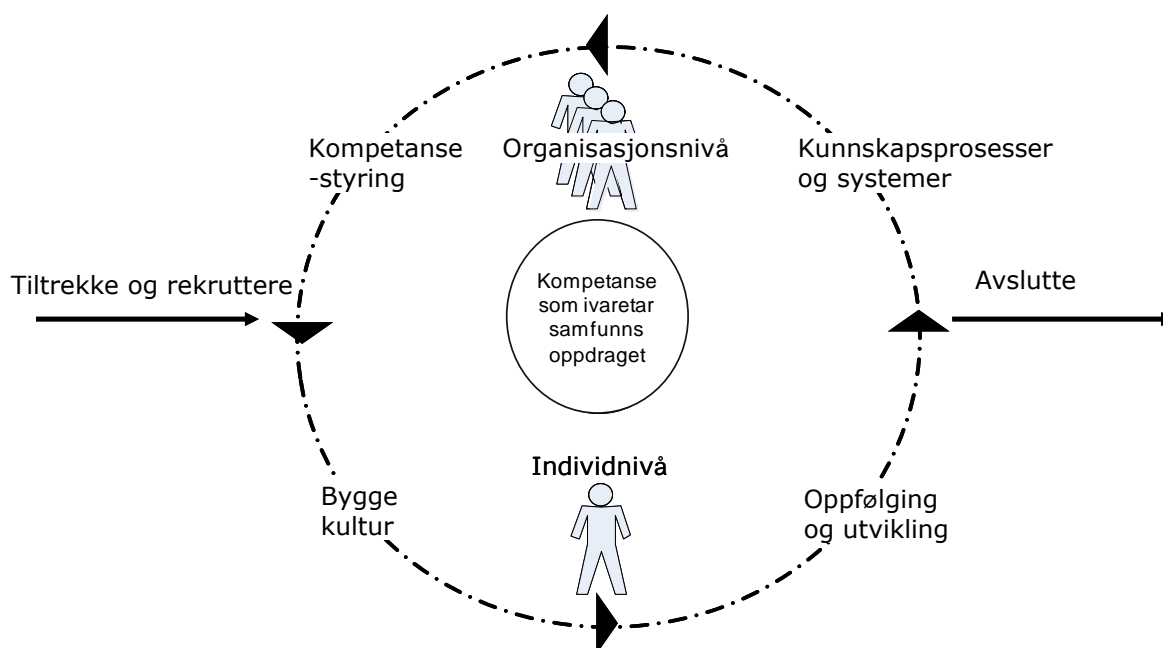 Kompetanse
-styring
Organisasjonsnivå
Kunnskapsprosesser
og systemer
Tiltrekke og rekruttere
Kompetanse
som ivaretar
samfunns
oppdraget
Avslutte
Individnivå
Bygge
kultur
Oppfølging
og utvikling